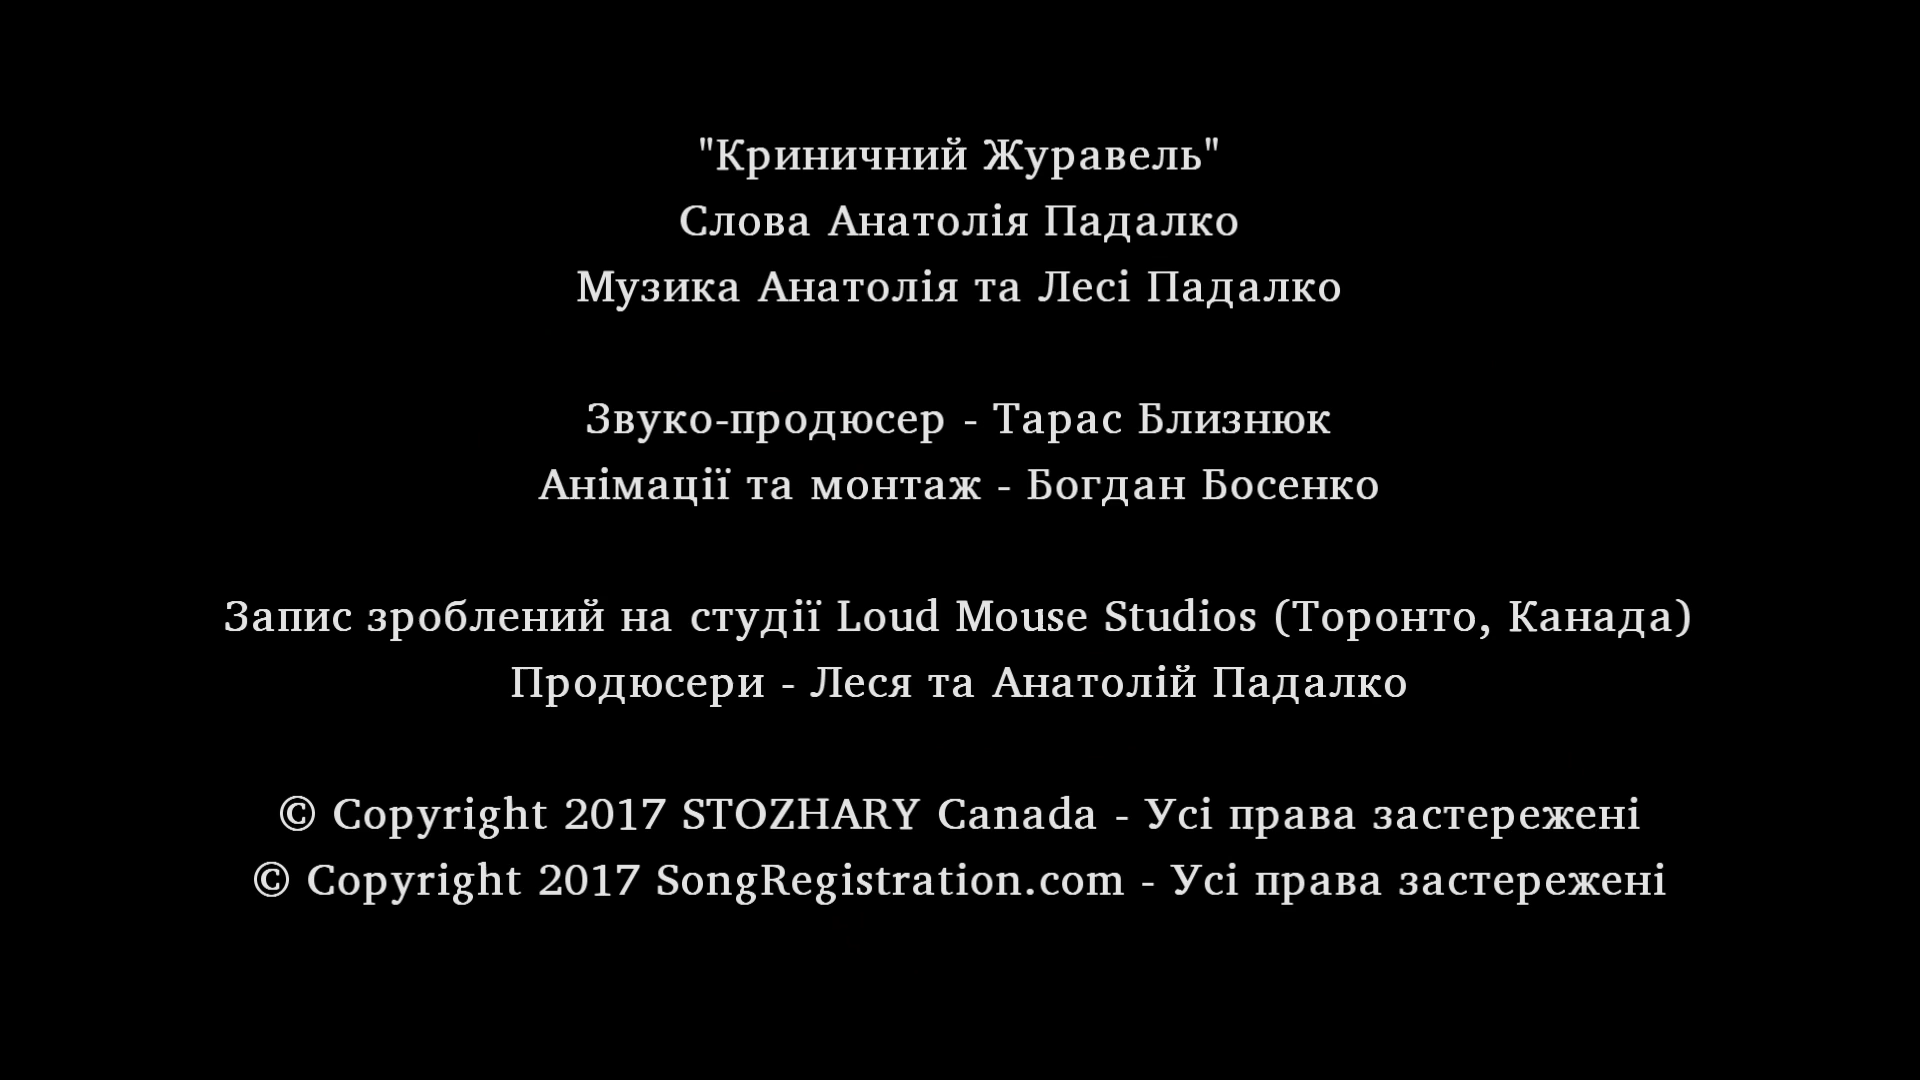 "Криничний Журавель"
Слова Анатолія Падалко
Музика Анатолія та Лесі Падалко
Звуко-продюсер - Тарас Близнюк
Анімації та монтаж - Богдан Босенко
Запис зроблений на студії Loud Mouse Studios (Торонто, Канада)
Продюсери - Леся та Анатолій Падалко
© Copyright 2017 STOZHARY Canada - Усі права застережені
© Copyright 2017 SongRegistration.com - Усі права застережені